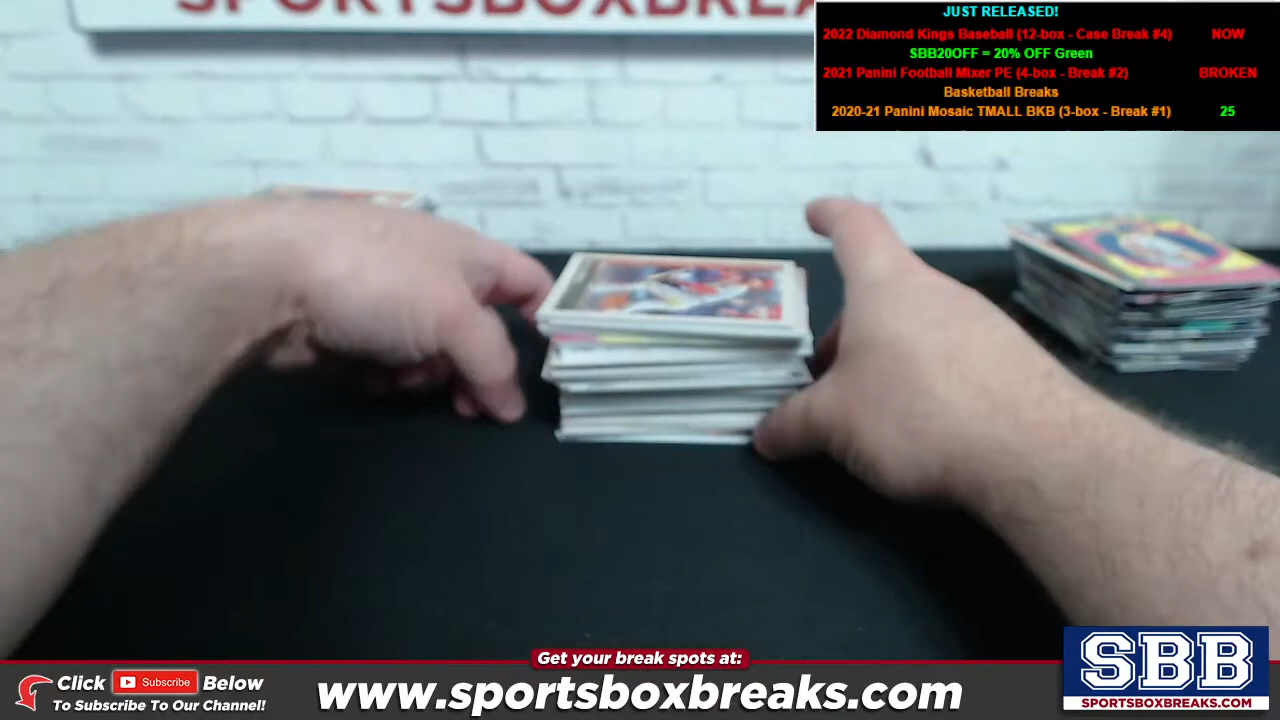 SPORTSBOXBREAKS
JUST RELEASED!
2022 Diamond Kings Baseball (12-box - Case Break #4) NOW
SBB20OFF = 20% OFF Green
2021 Panini Football Mixer PE (4-box - Break #2) BROKEN
Basketball Breaks
2020-21 Panini Mosaic TMALL BKB (3-box - Break #1) 25
Get your break spots at:
Click Subscribe Below
To Subscribe To Our Channel!
www.sportsboxbreaks.com
SBB
SPORTSBOXBREAKS.COM